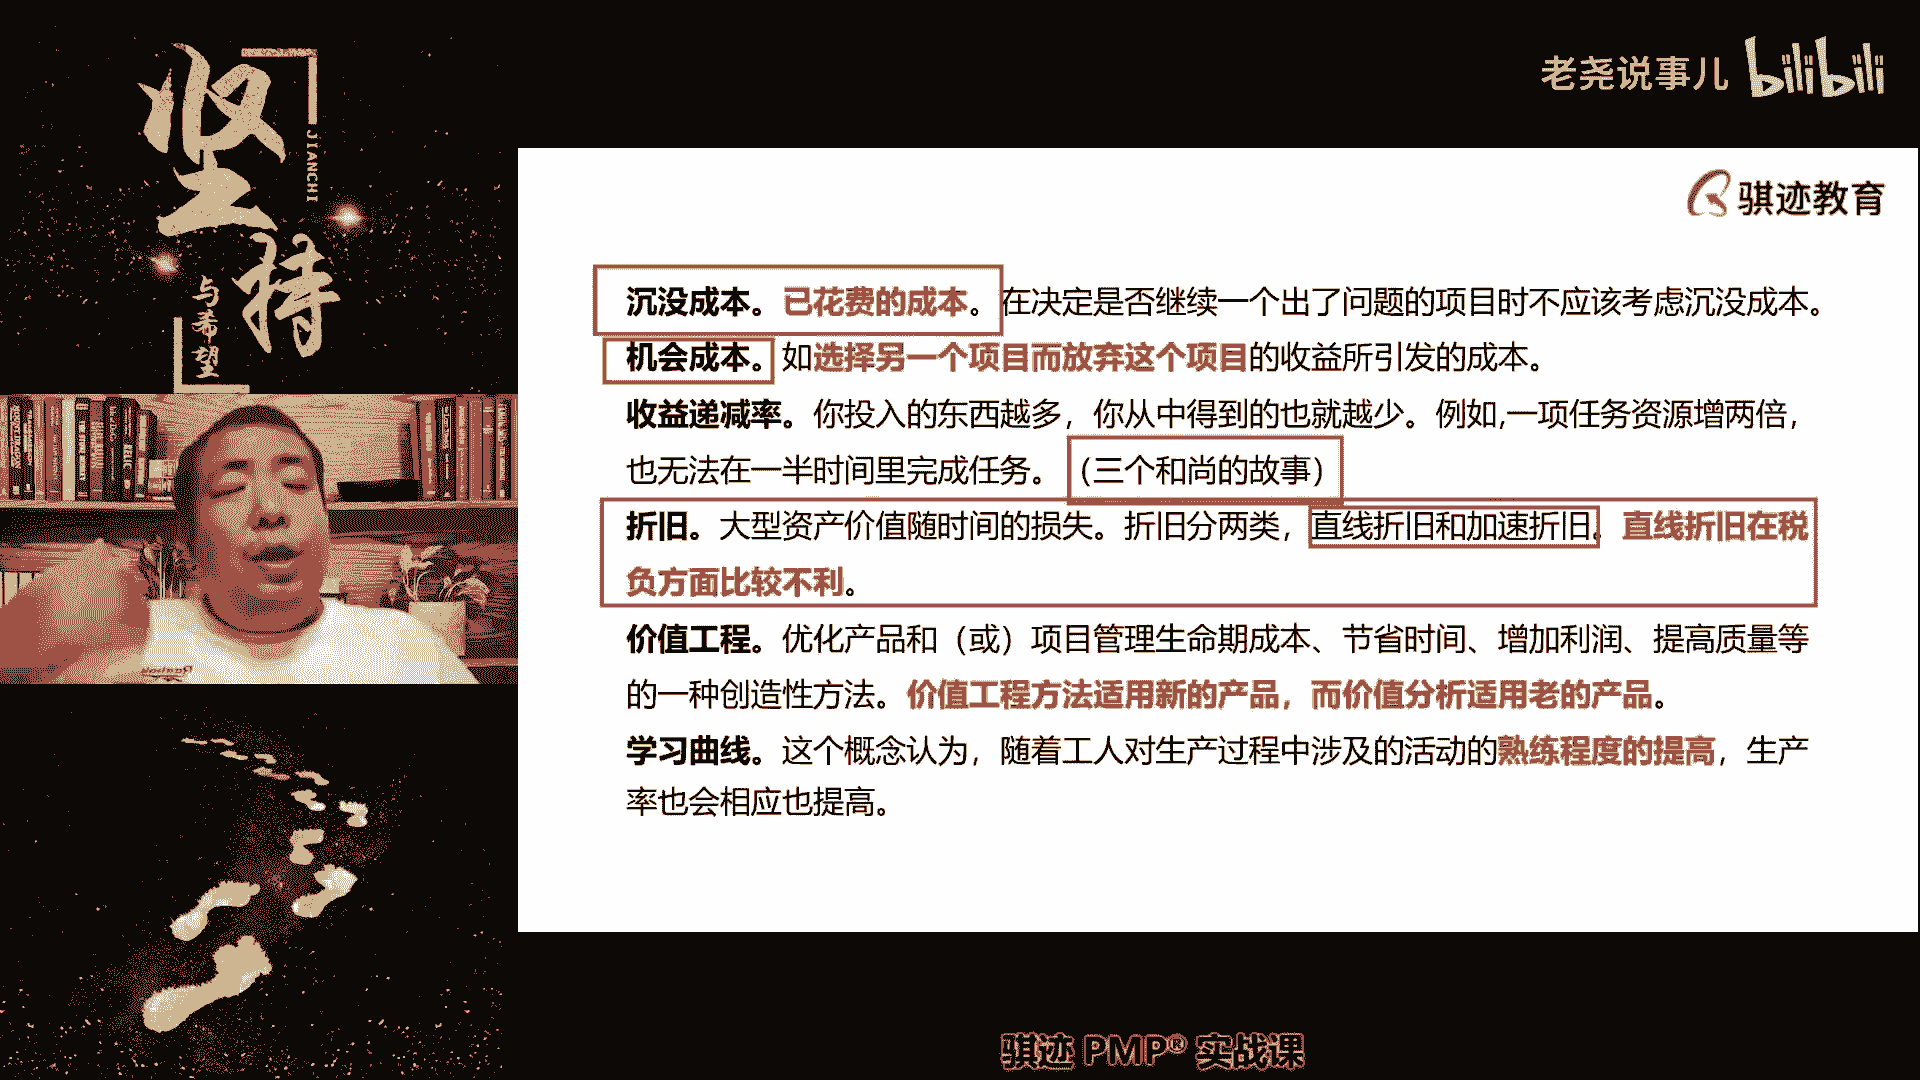 坚持
JIANCHI
与希望
老尧说事儿 bilibili
骐迹教育
沉没成本。已花费的成本。在决定是否继续一个出了问题的项目时不应该考虑沉没成本。
机会成本。如选择另一个项目而放弃这个项目的收益所引发的成本。
收益递减率。你投入的东西越多，你从中得到的也就越少。例如,一项任务资源增两倍，
也无法在一半时间里完成任务。（三个和尚的故事）
折旧。大型资产价值随时间的损失。折旧分两类，直线折旧和加速折旧。直线折旧在税
负方面比较不利。
价值工程。优化产品和（或）项目管理生命期成本、节省时间、增加利润、提高质量等
的一种创造性方法。价值工程方法适用新的产品，而价值分析适用老的产品。
学习曲线。这个概念认为，随着工人对生产过程中涉及的活动的熟练程度的提高，生产
率也会相应也提高。
骐迹 PMP® 实战课